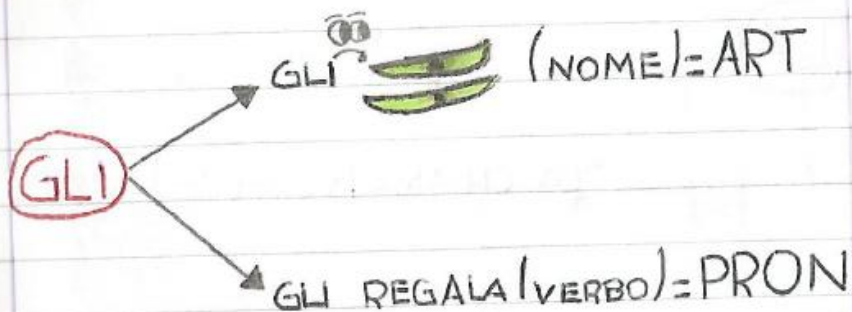 GLI (NOME)=ART
GLI
GLI REGALA (VERBO)=PRON